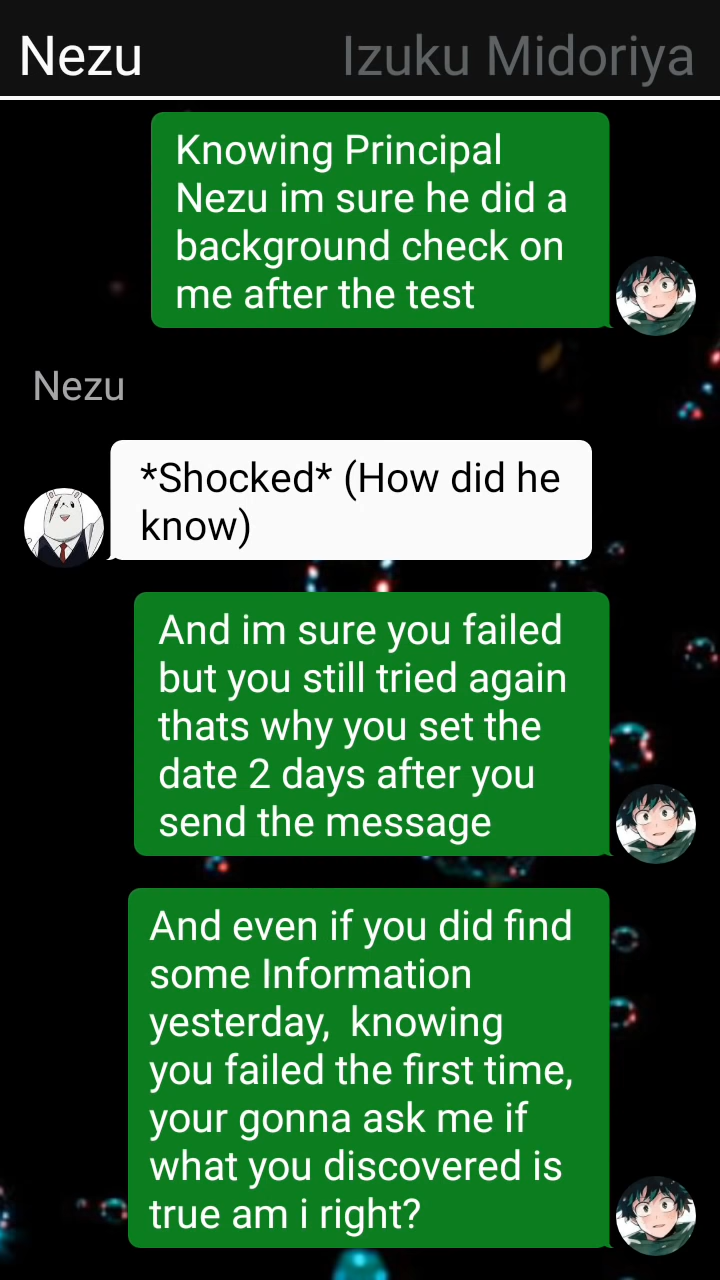 Nezu
Izuku Midoriya
Knowing Principal
Nezu im sure he did a
background check on
me after the test
Nezu
*Shocked* (How did he
know)
And im sure you failed
but you still tried again
thats why you set the
date 2 days after you
send the message
And even if you did find
some Information
yesterday,  knowing
you failed the first time,
your gonna ask me if
what you discovered is
true am i right?